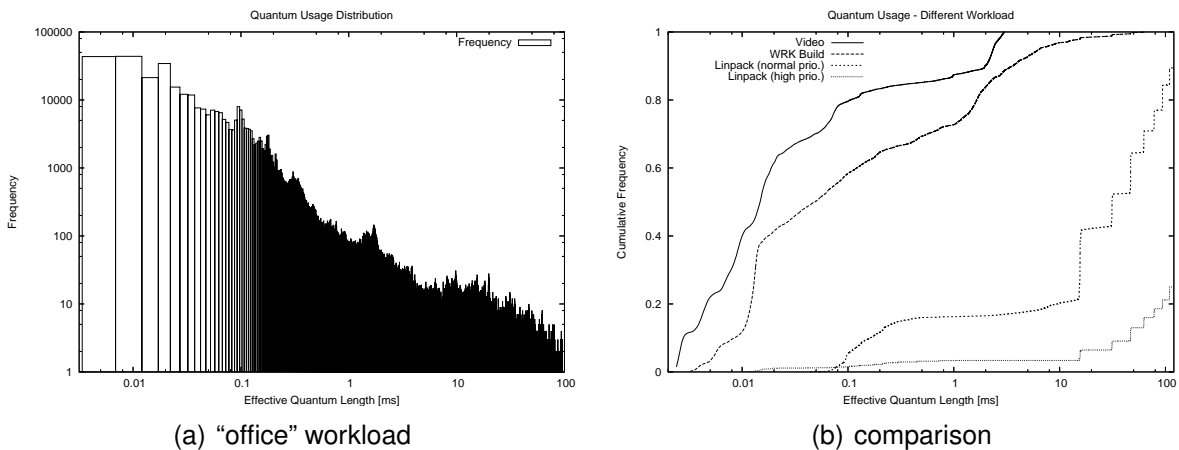 Quantum Usage Distribution
Frequency
100000
10000
1000
100
10
1
Frequency
0.01 0.1 1 10 100
Effective Quantum Length [ms]
(a) “office” workload
Quantum Usage - Different Workload
Video
WRK Build
Linpack (normal prio.)
Linpack (high prio.)
1
0.8
0.6
0.4
0.2
0
Cumulative Frequency
0.01 0.1 1 10 100
Effective Quantum Length [ms]
(b) comparison